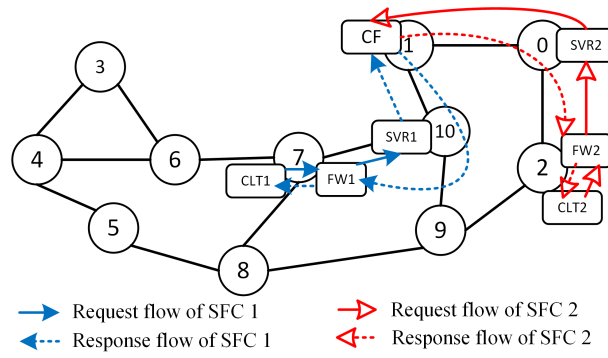 CF
1
0
SVR2
3
SVR1
10
4
6
7
FW2
CLT1
FW1
2
CLT2
5
9
8
Request flow of SFC 1
Request flow of SFC 2
Response flow of SFC 1
Response flow of SFC 2